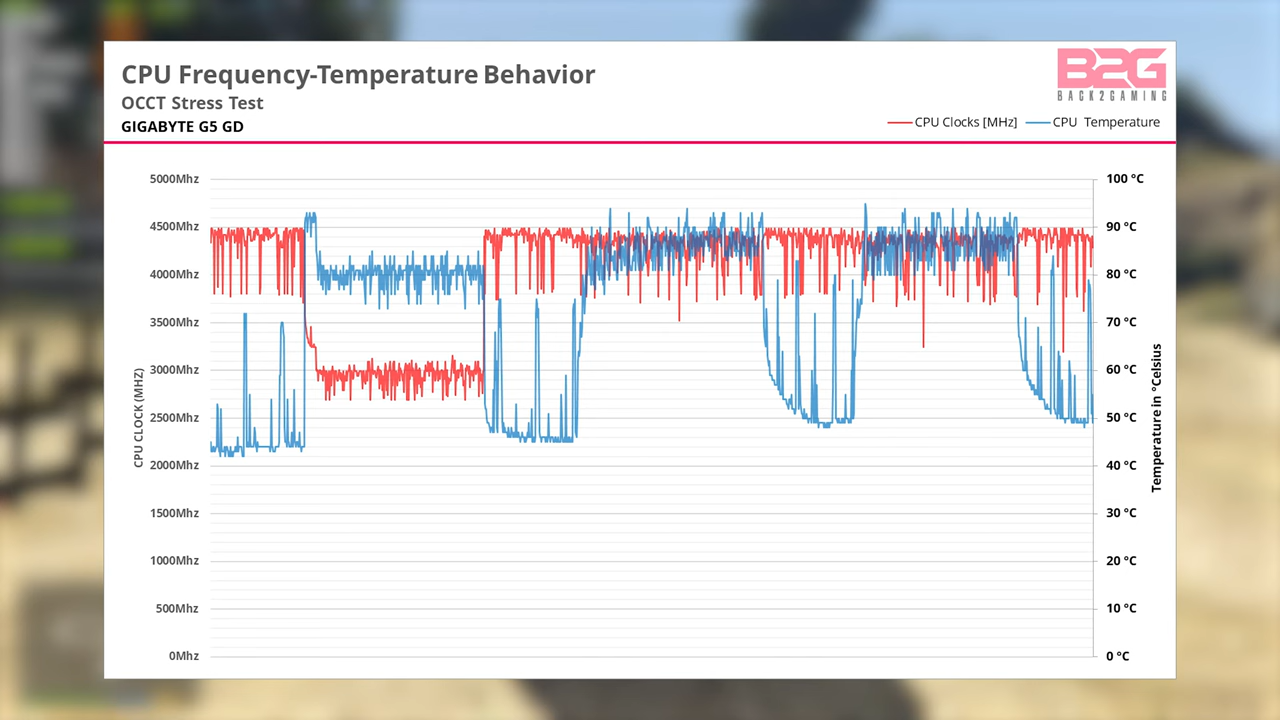 CPU Frequency-Temperature Behavior
OCCT Stress Test
GIGABYTE G5 GD
B2G
BACK2GAMING
CPU Clocks [MHz] CPU Temperature
5000Mhz
4500Mhz
4000Mhz
3500Mhz
3000Mhz
2500Mhz
2000Mhz
1500Mhz
1000Mhz
500Mhz
0Mhz
CPU CLOCK (MHZ)
100 °C
90 °C
80 °C
70 °C
60 °C
50 °C
40 °C
30 °C
20 °C
10 °C
0 °C
Temperature in °Celsius